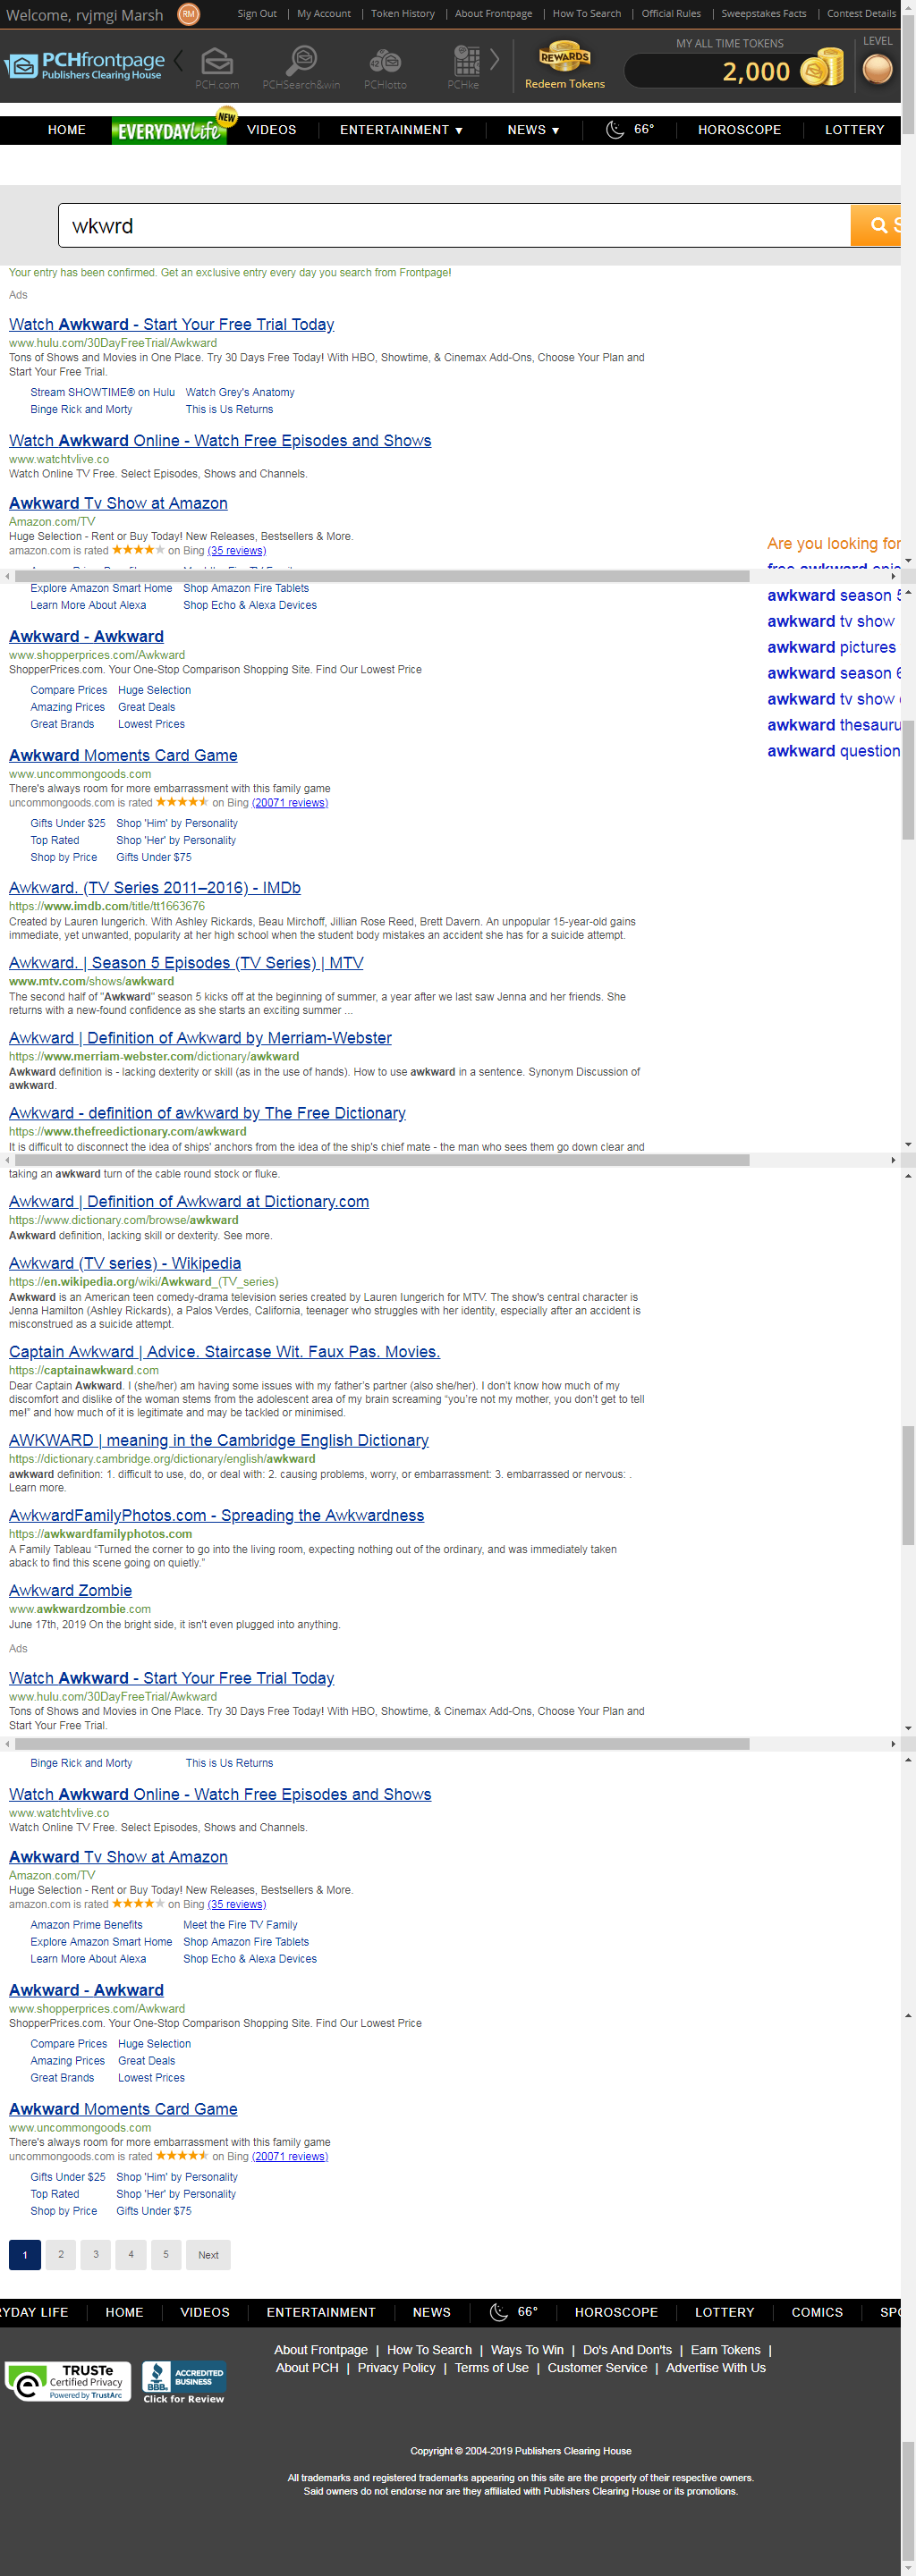 Welcome, rvjmgi Marsh RM Sign Out | My Account | Token History | About Frontpage | How To Search | Official Rules | Sweepstakes Facts | Contest Details
PCHfrontpage
Publishers Clearing House
PCH.com PCHSearch&win PCHlotto PCHke
REWARDS
Redeem Tokens
MY ALL TIME TOKENS
2,000
LEVEL
HOME EVERYDAY Life NEW VIDEOS ENTERTAINMENT ▼ NEWS ▼ 66° HOROSCOPE LOTTERY
wkwrd S
Your entry has been confirmed. Get an exclusive entry every day you search from Frontpage!
Ads
Watch Awkward - Start Your Free Trial Today
www.hulu.com/30DayFreeTrial/Awkward
Tons of Shows and Movies in One Place. Try 30 Days Free Today! With HBO, Showtime, & Cinemax Add-Ons, Choose Your Plan and
Start Your Free Trial.
Stream SHOWTIME® on Hulu Watch Grey's Anatomy
Binge Rick and Morty This is Us Returns
Watch Awkward Online - Watch Free Episodes and Shows
www.watchtvlive.co
Watch Online TV Free. Select Episodes, Shows and Channels.
Awkward Tv Show at Amazon
Amazon.com/TV
Huge Selection - Rent or Buy Today! New Releases, Bestsellers & More.
amazon.com is rated ★★★★★ on Bing (35 reviews)
Explore Amazon Smart Home Shop Amazon Fire Tablets
Learn More About Alexa Shop Echo & Alexa Devices
Are you looking for
free awkward epis
awkward season 5
awkward tv show
awkward pictures
awkward season 6
awkward tv show
awkward thesauru
awkward question
Awkward - Awkward
www.shopperprices.com/Awkward
ShopperPrices.com. Your One-Stop Comparison Shopping Site. Find Our Lowest Price
Compare Prices Huge Selection
Amazing Prices Great Deals
Great Brands Lowest Prices
Awkward Moments Card Game
www.uncommongoods.com
There's always room for more embarrassment with this family game
uncommongoods.com is rated ★★★★★ on Bing (20071 reviews)
Gifts Under $25 Shop 'Him' by Personality
Top Rated Shop 'Her' by Personality
Shop by Price Gifts Under $75
Awkward. (TV Series 2011–2016) - IMDb
https://www.imdb.com/title/tt1663676
Created by Lauren Iungerich. With Ashley Rickards, Beau Mirchoff, Jillian Rose Reed, Brett Davern. An unpopular 15-year-old gains
immediate, yet unwanted, popularity at her high school when the student body mistakes an accident she has for a suicide attempt.
Awkward. | Season 5 Episodes (TV Series) | MTV
www.mtv.com/shows/awkward
The second half of "Awkward" season 5 kicks off at the beginning of summer, a year after we last saw Jenna and her friends. She
returns with a new-found confidence as she starts an exciting summer ...
Awkward | Definition of Awkward by Merriam-Webster
https://www.merriam-webster.com/dictionary/awkward
Awkward definition is - lacking dexterity or skill (as in the use of hands). How to use awkward in a sentence. Synonym Discussion of
awkward.
Awkward - definition of awkward by The Free Dictionary
https://www.thefreedictionary.com/awkward
It is difficult to disconnect the idea of ships' anchors from the idea of the ship's chief mate - the man who sees them go down clear and
taking an awkward turn of the cable round stock or fluke.
Awkward | Definition of Awkward at Dictionary.com
https://www.dictionary.com/browse/awkward
Awkward definition, lacking skill or dexterity. See more.
Awkward (TV series) - Wikipedia
https://en.wikipedia.org/wiki/Awkward_(TV_series)
Awkward is an American teen comedy-drama television series created by Lauren Iungerich for MTV. The show's central character is
Jenna Hamilton (Ashley Rickards), a Palos Verdes, California, teenager who struggles with her identity, especially after an accident is
misconstrued as a suicide attempt.
Captain Awkward | Advice. Staircase Wit. Faux Pas. Movies.
https://captainawkward.com
Dear Captain Awkward. I (she/her) am having some issues with my father's partner (also she/her). I don't know how much of my
discomfort and dislike of the woman stems from the adolescent area of my brain screaming "you're not my mother, you don't get to tell
me!" and how much of it is legitimate and may be tackled or minimised.
AWKWARD | meaning in the Cambridge English Dictionary
https://dictionary.cambridge.org/dictionary/english/awkward
awkward definition: 1. difficult to use, do, or deal with: 2. causing problems, worry, or embarrassment: 3. embarrassed or nervous: .
Learn more.
AwkwardFamilyPhotos.com - Spreading the Awkwardness
https://awkwardfamilyphotos.com
A Family Tableau "Turned the corner to go into the living room, expecting nothing out of the ordinary, and was immediately taken
aback to find this scene going on quietly."
Awkward Zombie
www.awkwardzombie.com
June 17th, 2019 On the bright side, it isn't even plugged into anything.
Ads
Watch Awkward - Start Your Free Trial Today
www.hulu.com/30DayFreeTrial/Awkward
Tons of Shows and Movies in One Place. Try 30 Days Free Today! With HBO, Showtime, & Cinemax Add-Ons, Choose Your Plan and
Start Your Free Trial.
Binge Rick and Morty This is Us Returns
Watch Awkward Online - Watch Free Episodes and Shows
www.watchtvlive.co
Watch Online TV Free. Select Episodes, Shows and Channels.
Awkward Tv Show at Amazon
Amazon.com/TV
Huge Selection - Rent or Buy Today! New Releases, Bestsellers & More.
amazon.com is rated ★★★★★ on Bing (35 reviews)
Amazon Prime Benefits Meet the Fire TV Family
Explore Amazon Smart Home Shop Amazon Fire Tablets
Learn More About Alexa Shop Echo & Alexa Devices
Awkward - Awkward
www.shopperprices.com/Awkward
ShopperPrices.com. Your One-Stop Comparison Shopping Site. Find Our Lowest Price
Compare Prices Huge Selection
Amazing Prices Great Deals
Great Brands Lowest Prices
Awkward Moments Card Game
www.uncommongoods.com
There's always room for more embarrassment with this family game
uncommongoods.com is rated ★★★★★ on Bing (20071 reviews)
Gifts Under $25 Shop 'Him' by Personality
Top Rated Shop 'Her' by Personality
Shop by Price Gifts Under $75
1 2 3 4 5 Next
RYDAY LIFE HOME VIDEOS ENTERTAINMENT NEWS 66° HOROSCOPE LOTTERY COMICS SPO
About Frontpage | How To Search | Ways To Win | Do's And Don'ts | Earn Tokens |
About PCH | Privacy Policy | Terms of Use | Customer Service | Advertise With Us
TRUSTe
Certified Privacy
Powered by TrustArc
BBB. ACCREDITED BUSINESS
Click for Review
Copyright © 2004-2019 Publishers Clearing House
All trademarks and registered trademarks appearing on this site are the property of their respective owners.
Said owners do not endorse nor are they affiliated with Publishers Clearing House or its promotions.